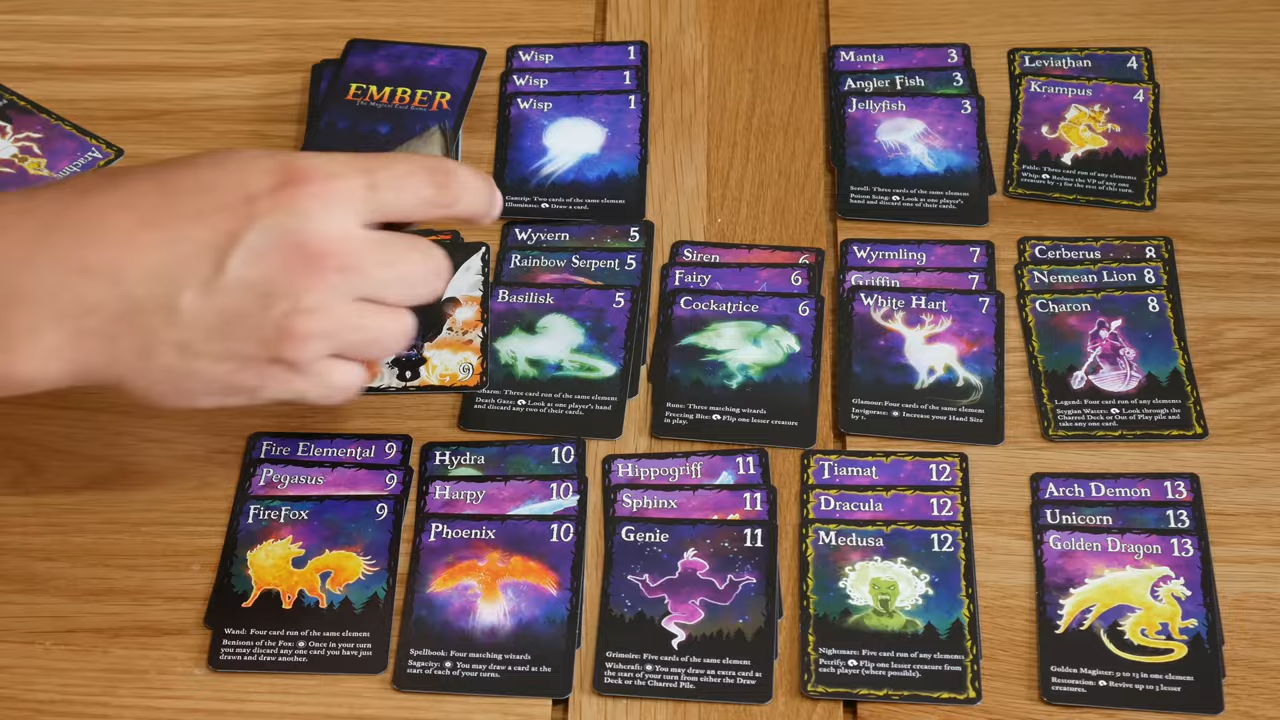 EMBER
The Magical Card Game
Arachne
Wisp 1
Wisp 1
Wisp 1
Cantrip: Two cards of the same element
Illuminate: Draw a card.
Manta 3
Angler Fish 3
Jellyfish 3
Scroll: Three cards of the same element
Poison Sting: Look at one player's
hand and discard one of their cards.
Leviathan 4
Krampus 4
Fable: Three card run of any elements
Whip: Reduce the VP of any one
creature by -3 for the rest of this turn.
9
Wyvern 5
Rainbow Serpent 5
Basilisk 5
Charm: Three card run of the same element
Death Gaze: Look at one player's hand
and discard any two of their cards.
Siren 6
Fairy 6
Cockatrice 6
Rune: Three matching wizards
Freezing Bite: Flip one lesser creature
in play.
Wyrmling 7
Griffin 7
White Hart 7
Glamour: Four cards of the same element
Invigorate: Increase your Hand Size
by 1.
Cerberus 8
Nemean Lion 8
Charon 8
Legend: Four card run of any elements
Stygian Waters: Look through the
Charred Deck or Out of Play pile and
take any one card.
Fire Elemental 9
Pegasus 9
FireFox 9
Wand: Four card run of the same element
Benisons of the Fox: Once in your turn
you may discard any one card you have just
drawn and draw another.
Hydra 10
Harpy 10
Phoenix 10
Spellbook: Four matching wizards
Sagacity: You may draw a card at the
start of each of your turns.
Hippogriff 11
Sphinx 11
Genie 11
Grimoire: Five cards of the same element
Wishcraft: You may draw an extra card at
the start of your turn from either the Draw
Deck or the Charred Pile.
Tiamat 12
Dracula 12
Medusa 12
Nightmare: Five card run of any elements
Petrify: Flip one lesser creature from
each player (where possible).
Arch Demon 13
Unicorn 13
Golden Dragon 13
Golden Magister: 9 to 13 in one element
Restoration: Revive up to 3 lesser
creatures.